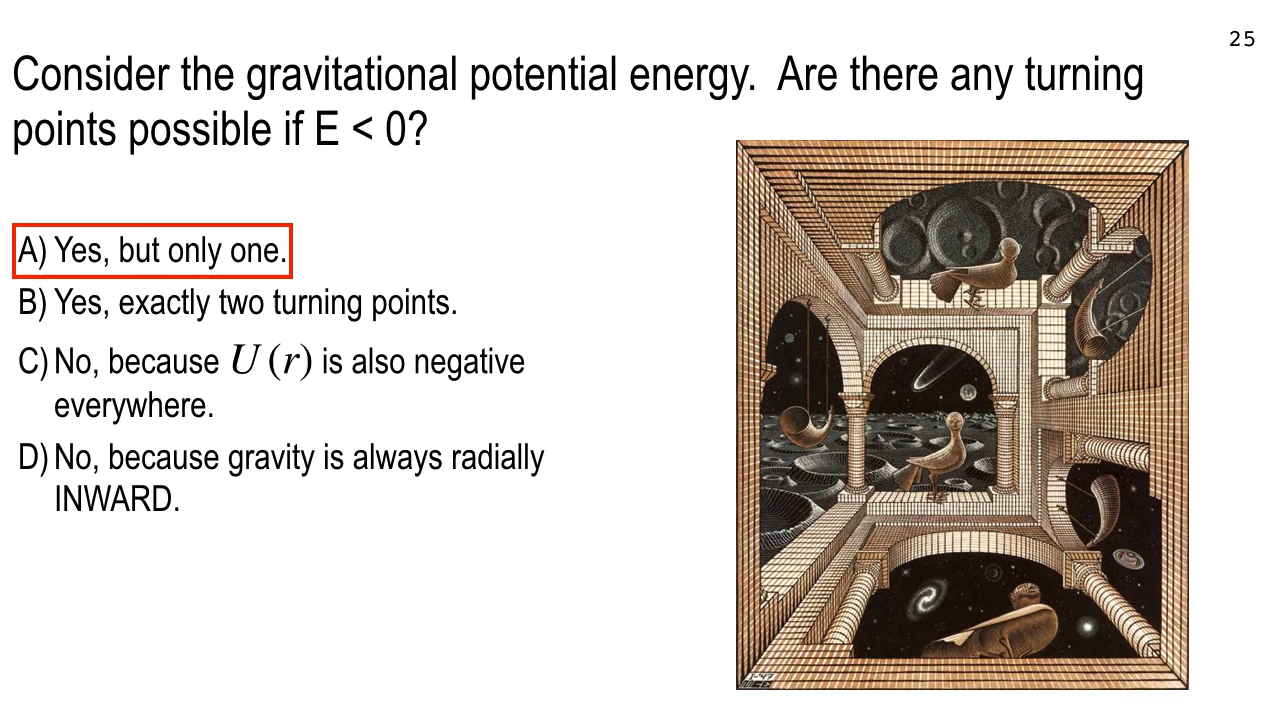 25
Consider the gravitational potential energy.  Are there any turning
points possible if E < 0?
A) Yes, but only one.
B) Yes, exactly two turning points.
C) No, because U (r) is also negative
everywhere.
D) No, because gravity is always radially
INWARD.